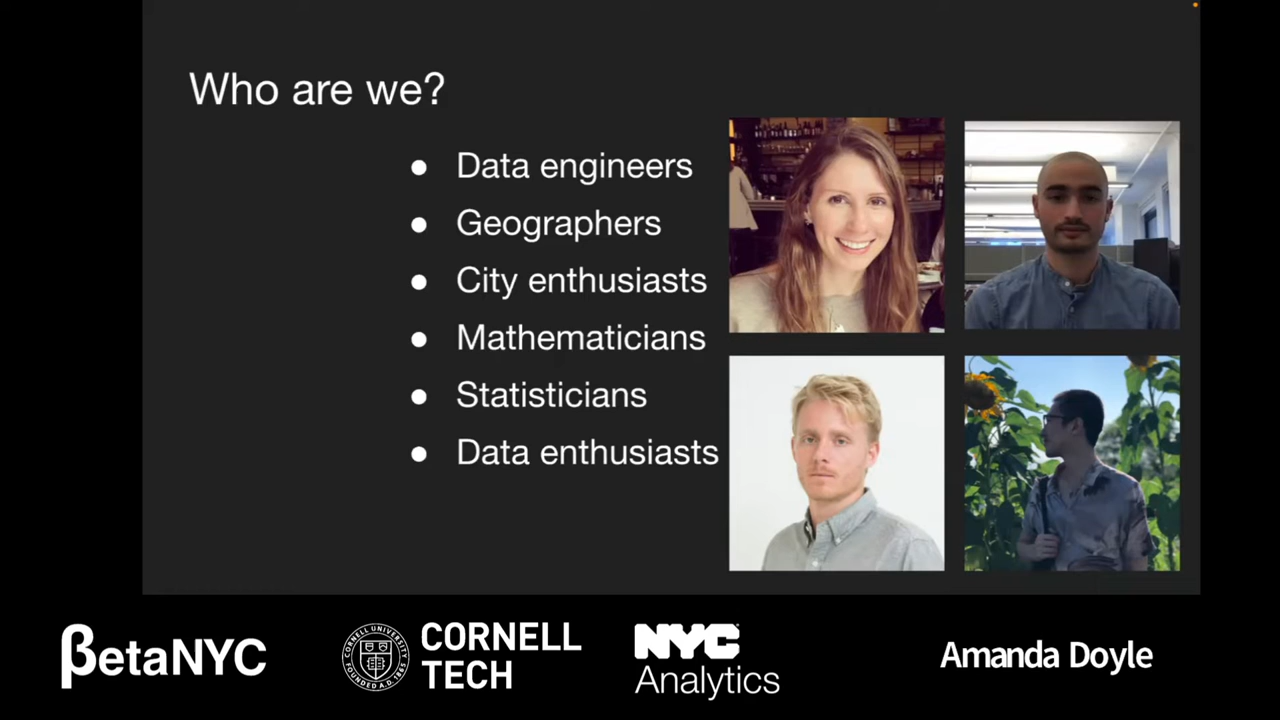 Who are we?
● Data engineers
● Geographers
● City enthusiasts
● Mathematicians
● Statisticians
● Data enthusiasts
βetaNYC
CORNELL
TECH
NYC
Analytics
Amanda Doyle